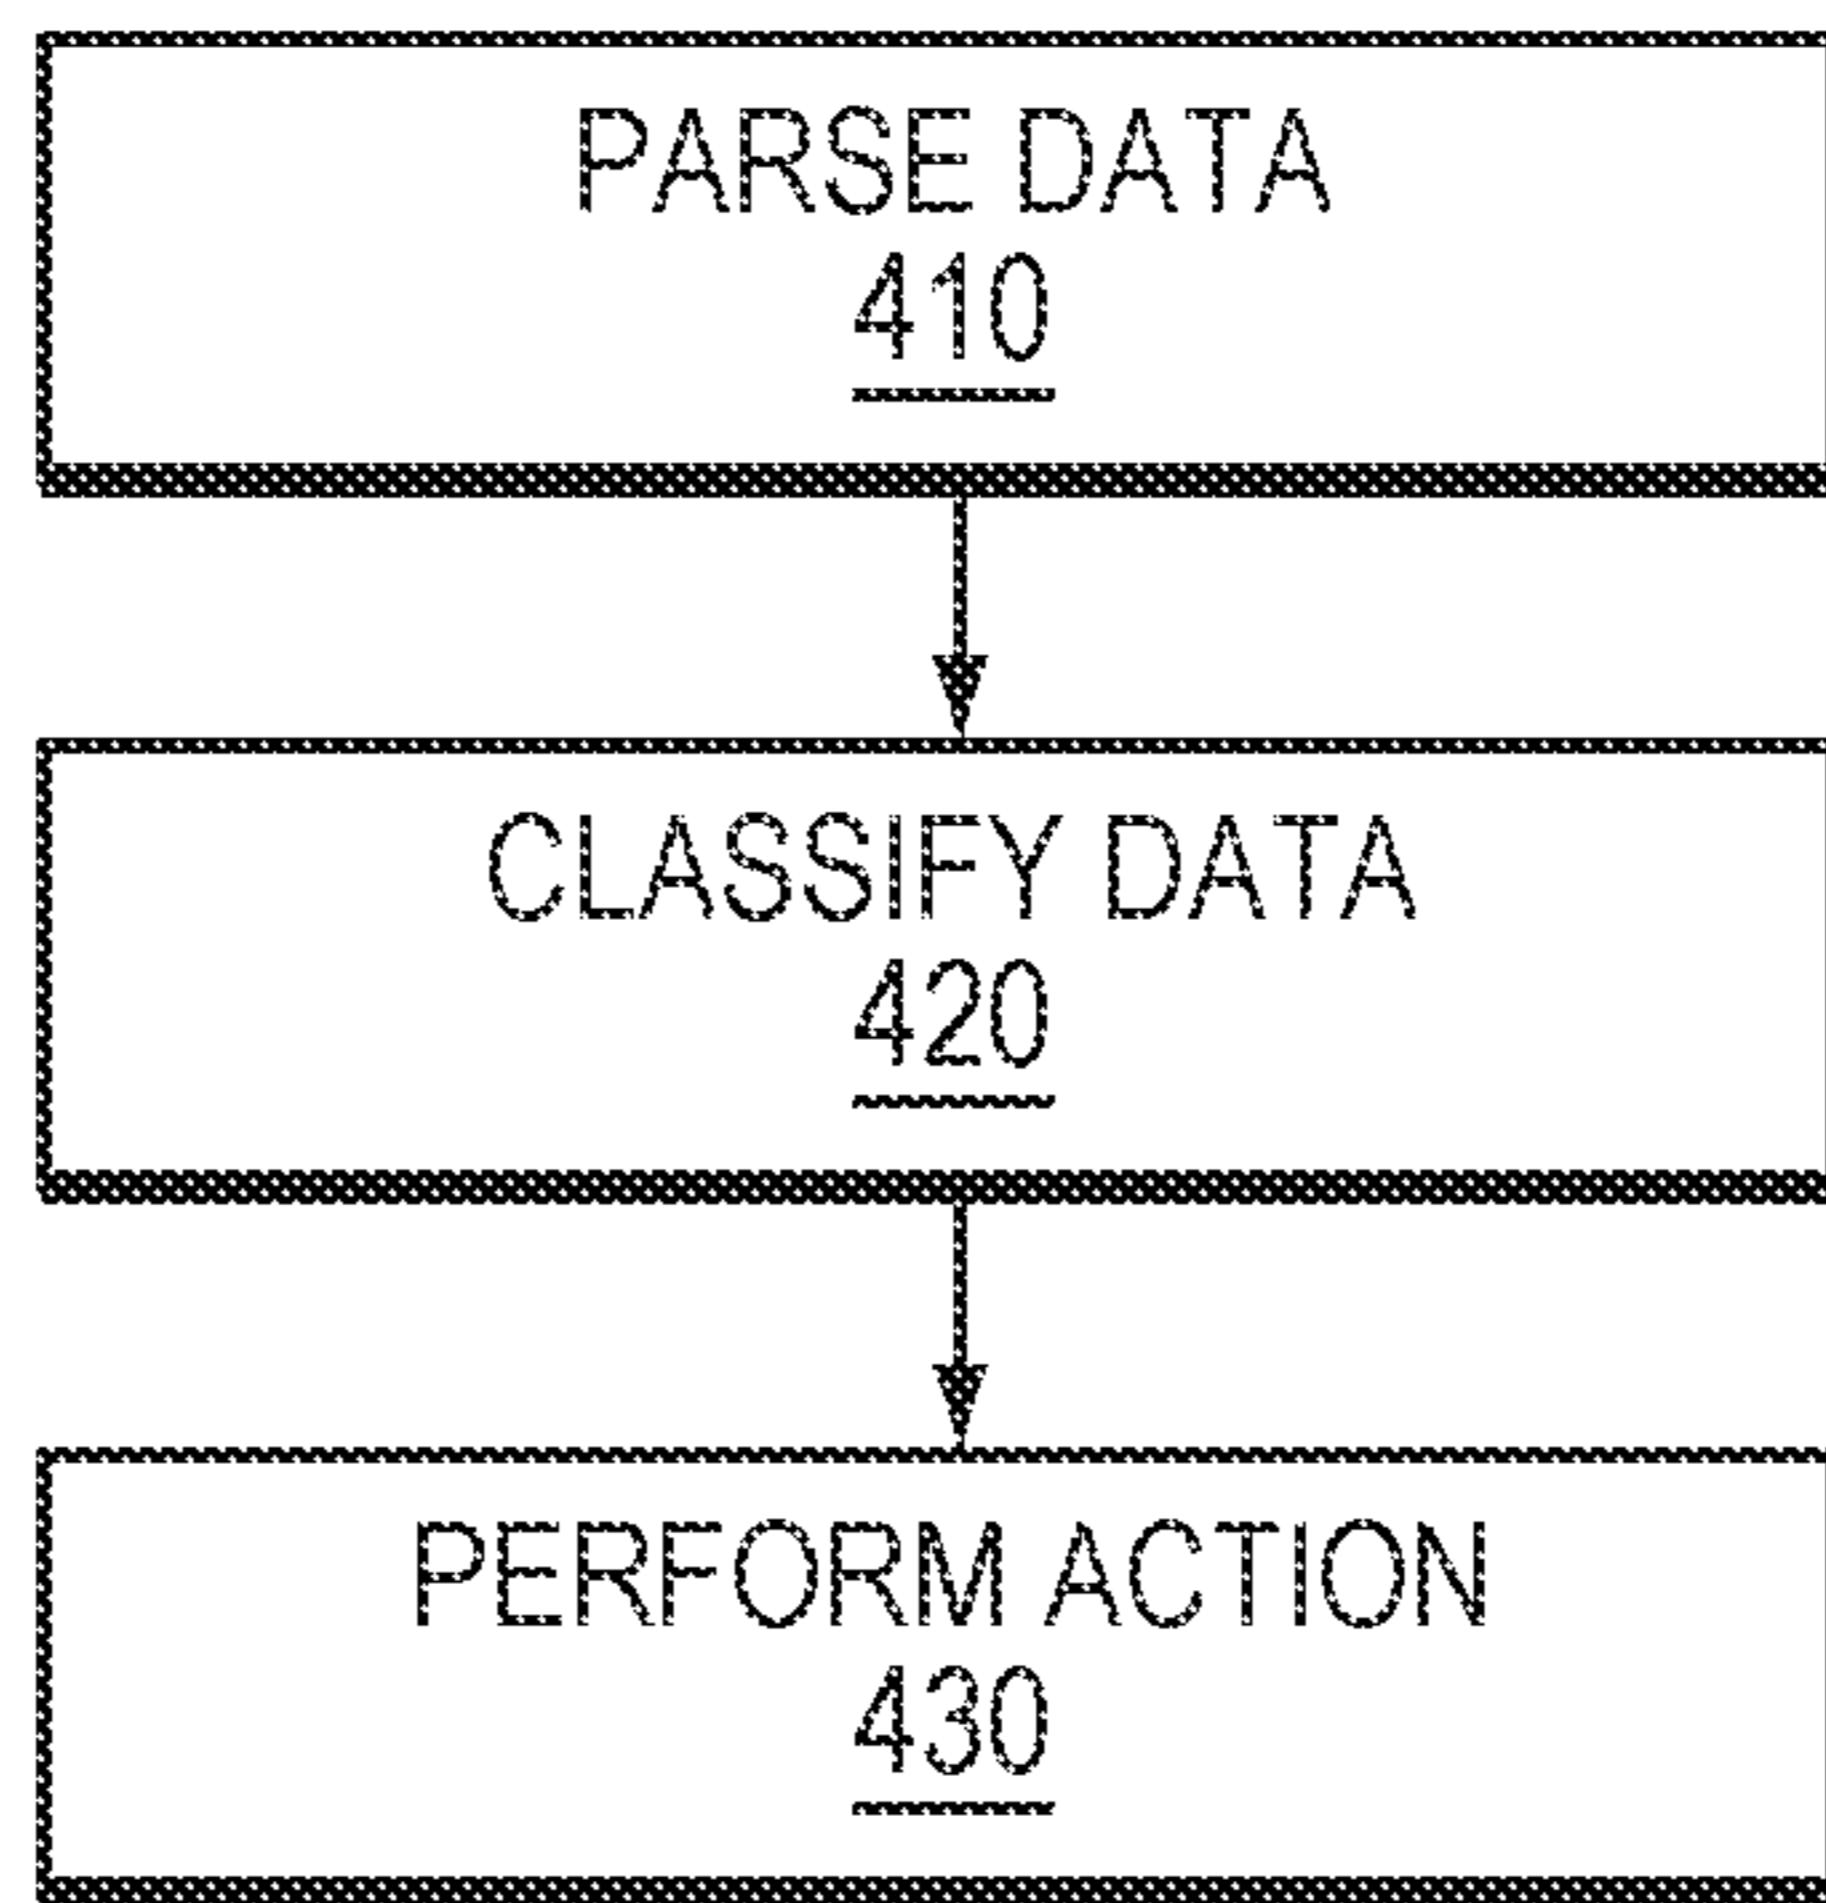 PARSE DATA
410
CLASSIFY DATA
420
PERFORM ACTION
430